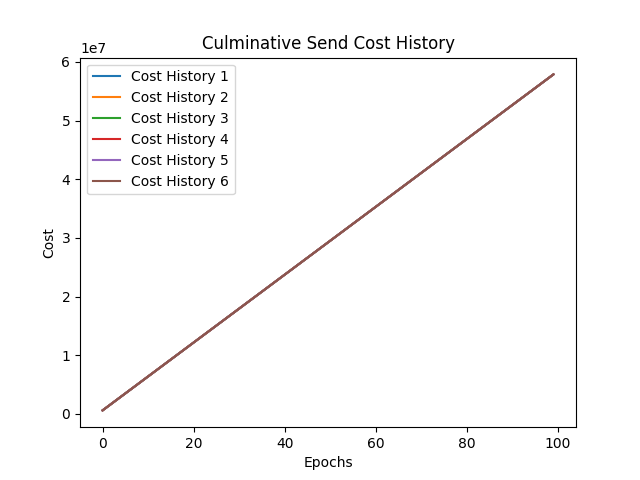 Culminative Send Cost History
1e7
6
5
4
3
2
1
0
Cost
Cost History 1
Cost History 2
Cost History 3
Cost History 4
Cost History 5
Cost History 6
0 20 40 60 80 100
Epochs